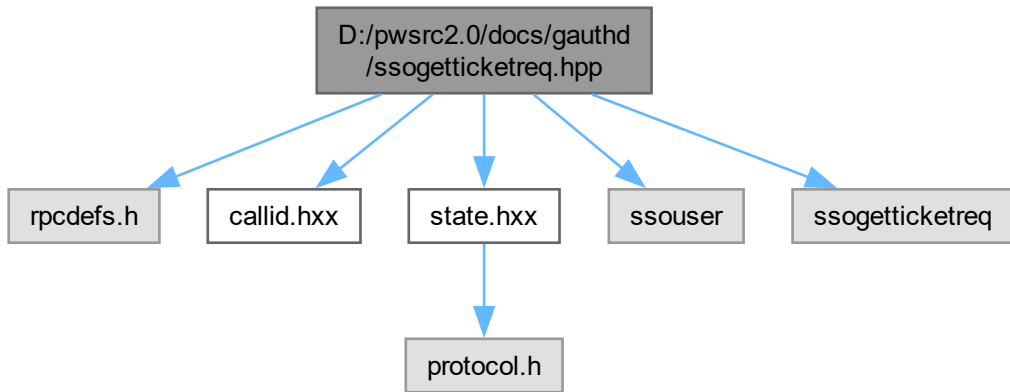 D:/pwsrc2.0/docs/gauthd
/ssogetticketreq.hpp
rpcdefs.h
callid.hxx
state.hxx
ssouser
ssogetticketreq
protocol.h